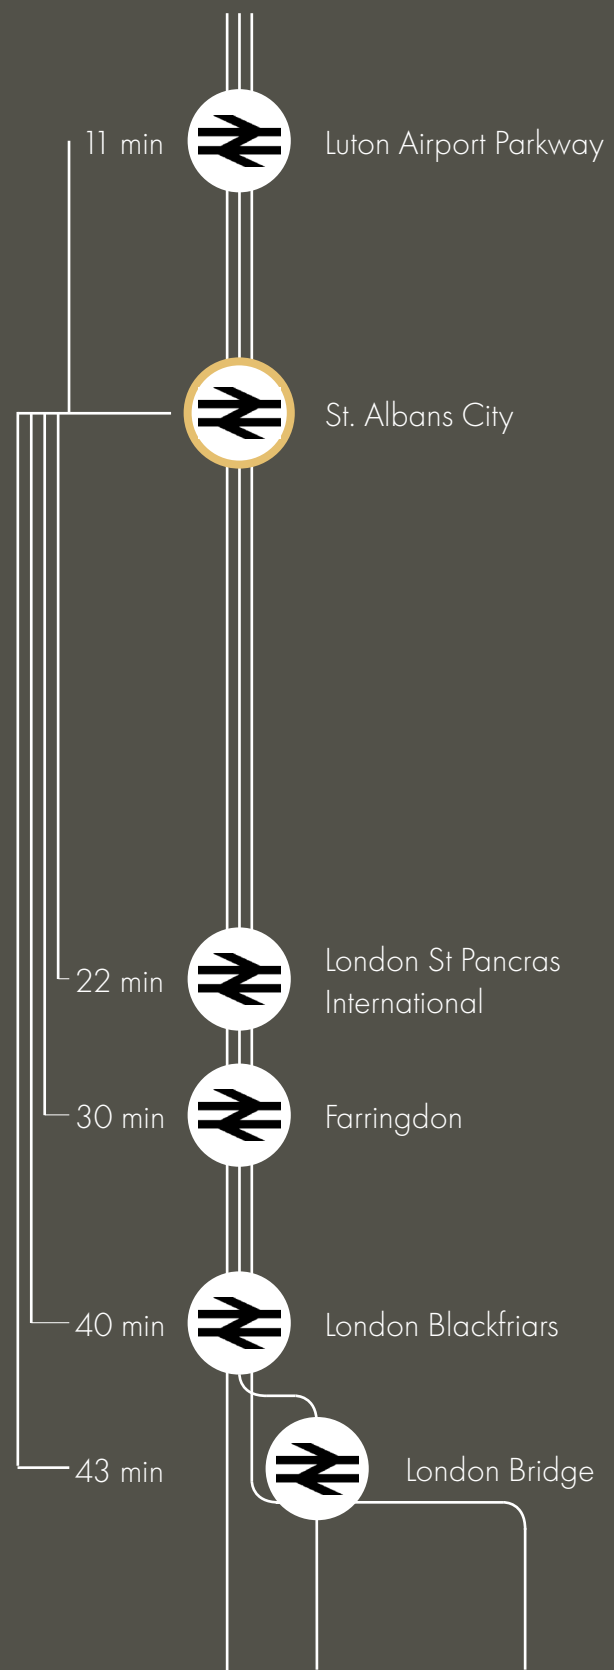 11 min
Luton Airport Parkway
St. Albans City
22 min
London St Pancras
International
30 min
Farringdon
40 min
London Blackfriars
43 min
London Bridge